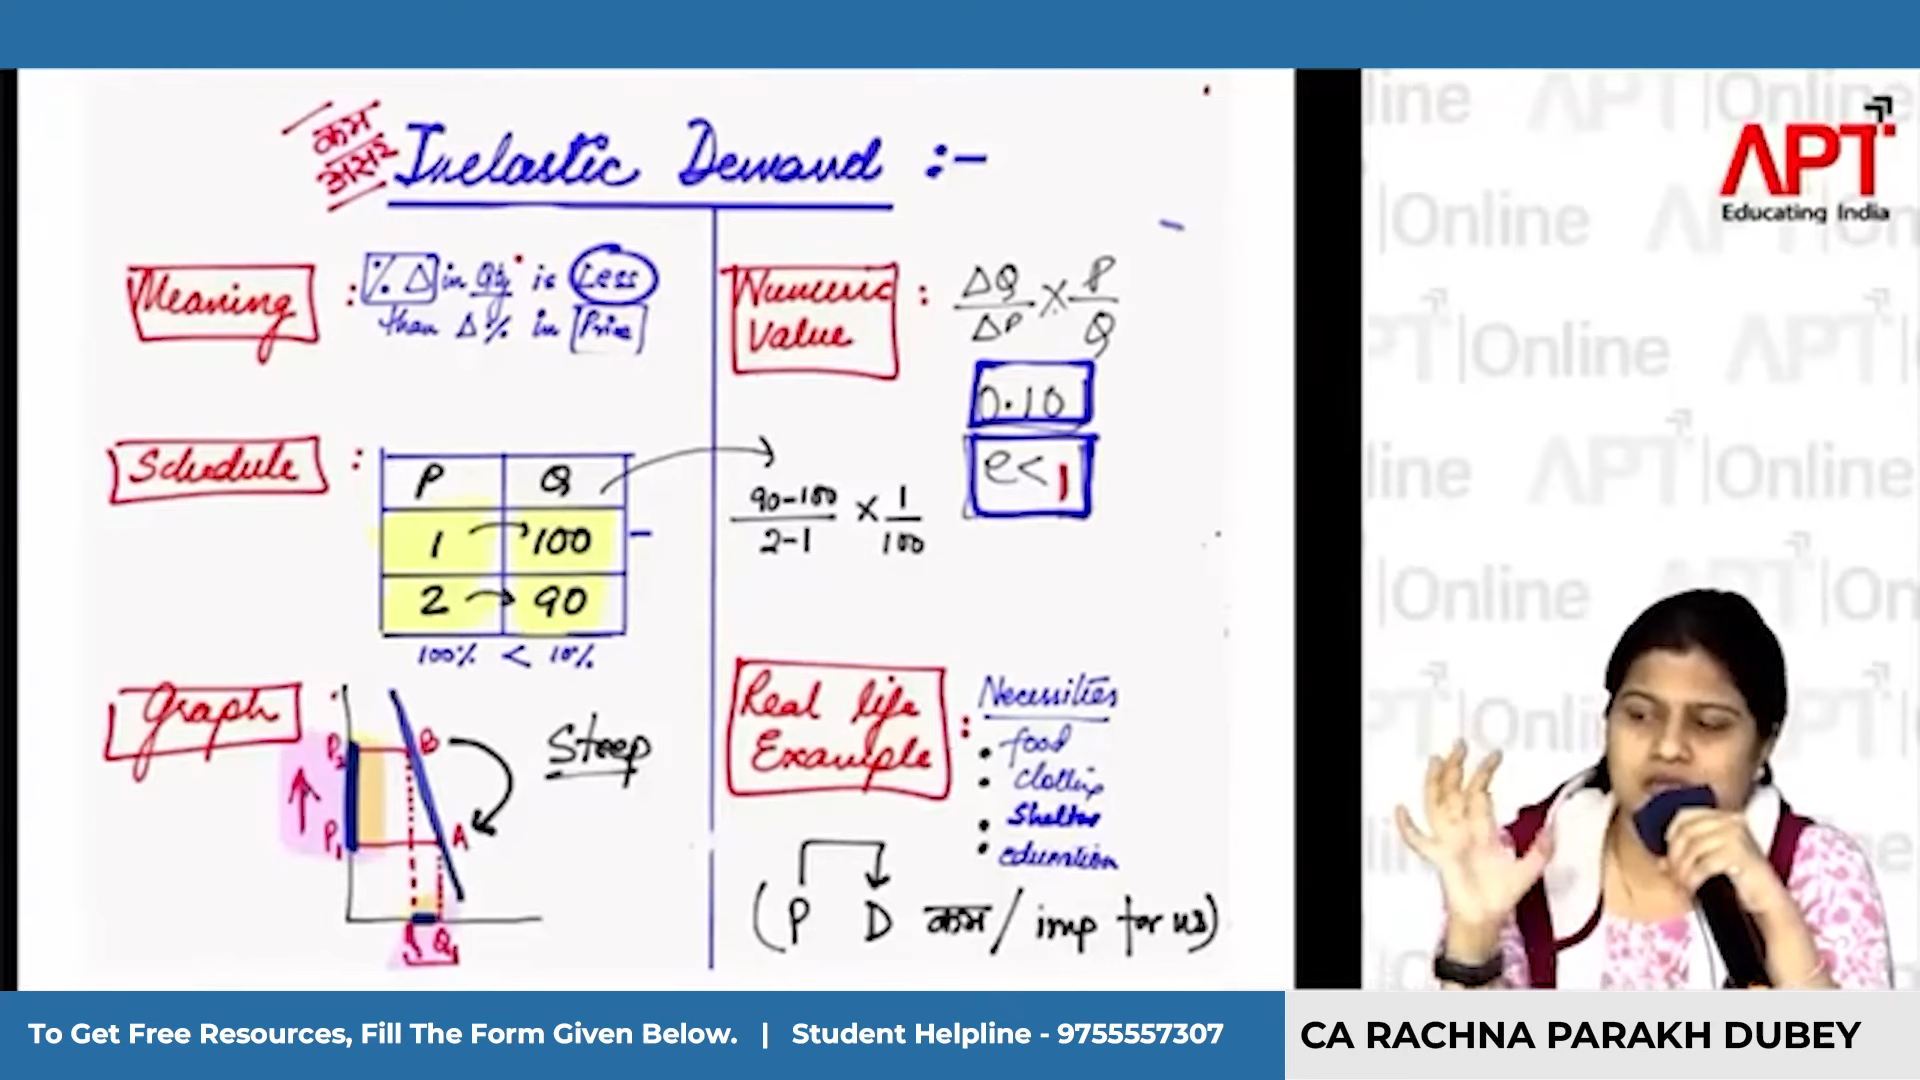 कम
असर
Inelastic Demand :-
Meaning : % Δ in Qty is Less
than Δ% in Price
Schedule :
P Q
1 100
2 90
100% < 10%
Graph
P2 B
P1 A
Q1
Steep
Numeric
Value : ΔQ/ΔP × P/Q
0.10
e<1
90-100/2-1 × 1/100
Real life
Example : Necessities
• food
• clothing
• Shelter
• education
(P D कम / imp for us)
APT
Educating India
To Get Free Resources, Fill The Form Given Below. | Student Helpline - 9755557307
CA RACHNA PARAKH DUBEY